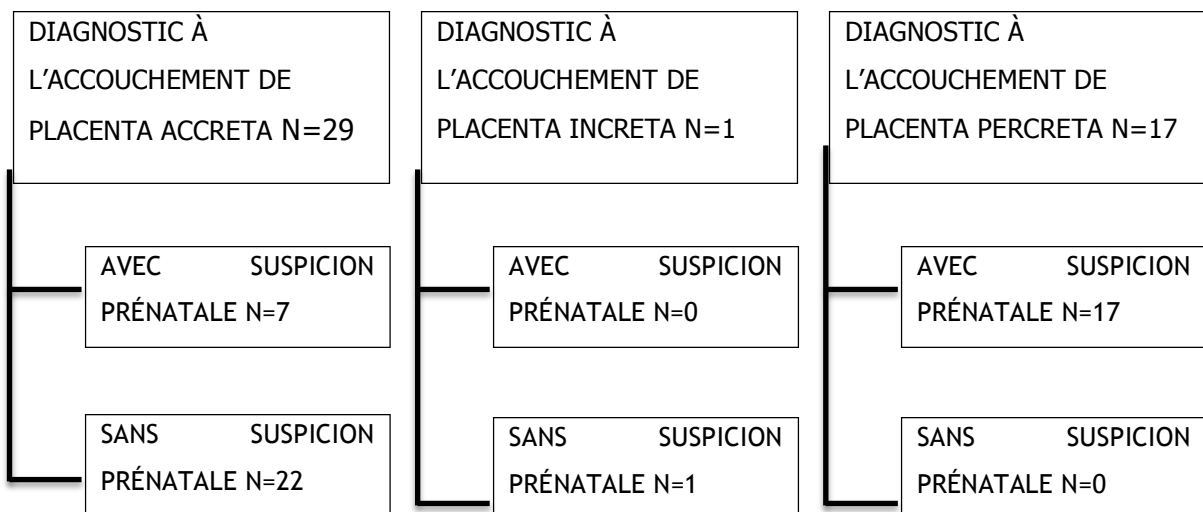 DIAGNOSTIC À
L’ACCOUCHEMENT DE
PLACENTA ACCRETA N=29
AVEC SUSPICION
PRÉNATALE N=7
SANS SUSPICION
PRÉNATALE N=22
DIAGNOSTIC À
L’ACCOUCHEMENT DE
PLACENTA INCRETA N=1
AVEC SUSPICION
PRÉNATALE N=0
SANS SUSPICION
PRÉNATALE N=1
DIAGNOSTIC À
L’ACCOUCHEMENT DE
PLACENTA PERCRETA N=17
AVEC SUSPICION
PRÉNATALE N=17
SANS SUSPICION
PRÉNATALE N=0